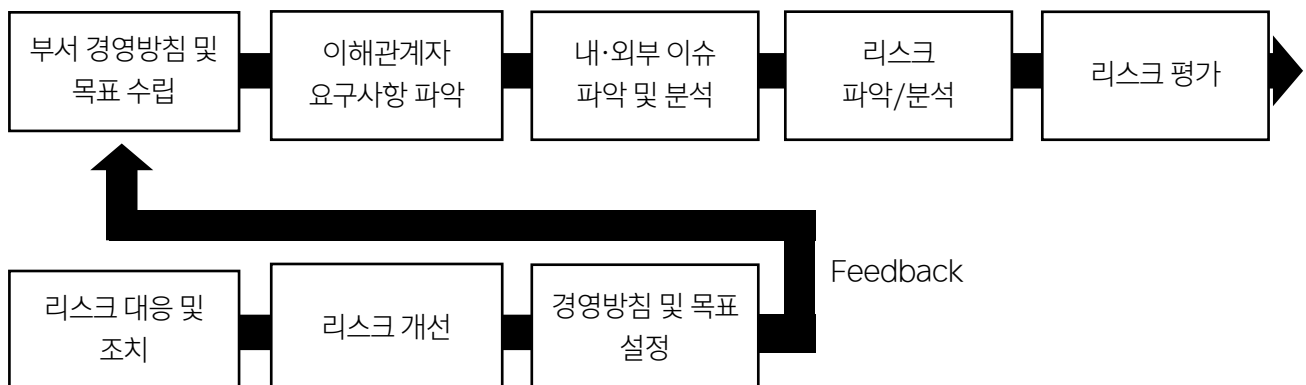 부서 경영방침 및
목표 수립
이해관계자
요구사항 파악
내·외부 이슈
파악 및 분석
리스크
파악/분석
리스크 평가
Feedback
리스크 대응 및
조치
리스크 개선
경영방침 및 목표
설정